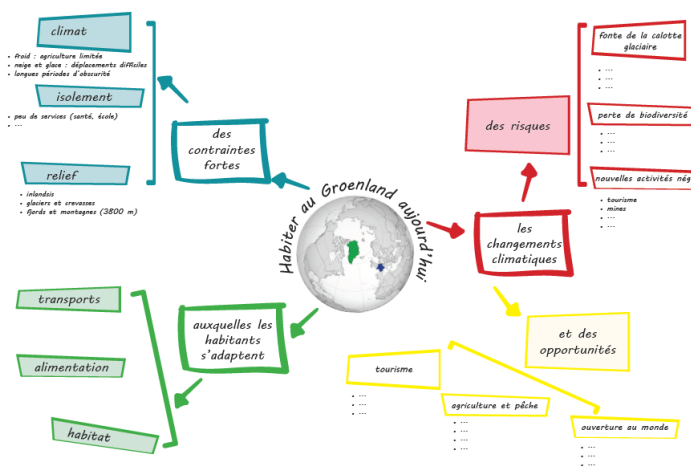 climat
• froid : agriculture limitée
• neige et glace : déplacements difficiles
• longues périodes d'obscurité
isolement
• peu de services (santé, école)
• ...
relief
• inlandsis
• glaciers et crevasses
• fjords et montagnes (3800 m)
des
contraintes
fortes
Habiter au Groenland aujourd'hui
des risques
fonte de la calotte
glaciaire
• ...
• ...
• ...
perte de biodiversité
• ...
• ...
• ...
nouvelles activités nég
• tourisme
• mines
• ...
• ...
les
changements
climatiques
transports
alimentation
habitat
auxquelles les
habitants
s'adaptent
et des
opportunités
tourisme
• ...
• ...
• ...
agriculture et pêche
• ...
• ...
• ...
• ...
ouverture au monde
• ...
• ...
• ...